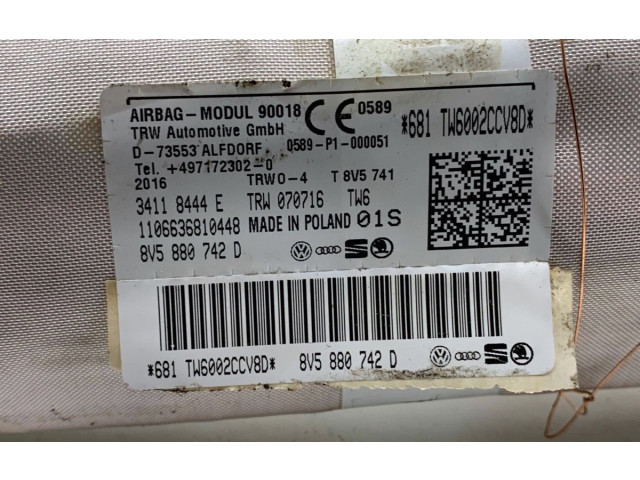 AIRBAG-MODUL 90018 CE 0589
TRW Automotive GmbH
D-73553 ALFDORF 0589-P1-000051
Tel. +497172302-0
2016 TRW O-4 T 8V5 741
3411 8444 E TRW 070716 TW6
1106636810448 MADE IN POLAND 01S
8V5 880 742 D
*681 TW6002CCV8D*
*681 TW6002CCV8D* 8V5 880 742 D